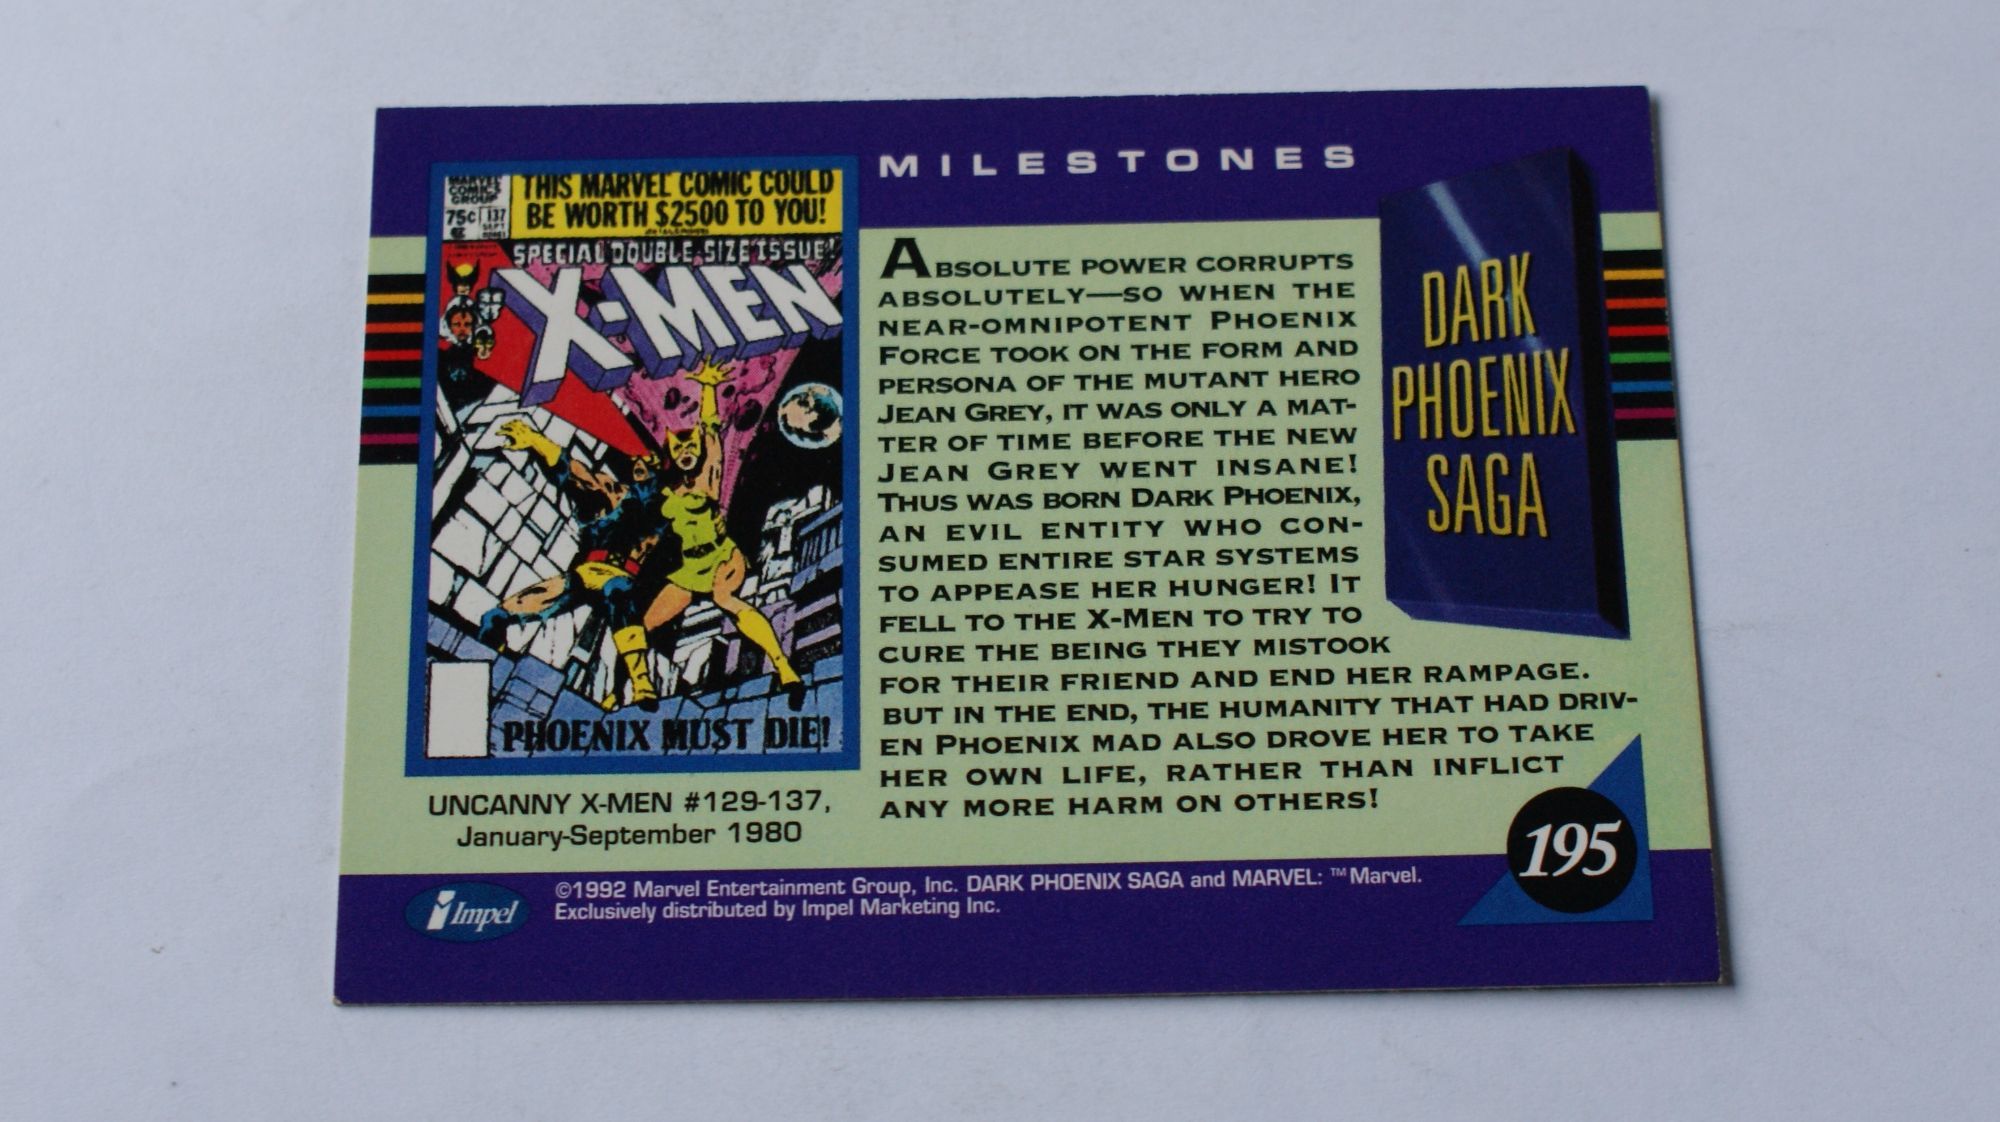 MILESTONES
MARVEL
COMICS
GROUP
75¢ 137
SEPT
THIS MARVEL COMIC COULD
BE WORTH $2500 TO YOU!
SPECIAL DOUBLE-SIZE ISSUE!
X-MEN
PHOENIX MUST DIE!
UNCANNY X-MEN #129-137,
January-September 1980
ABSOLUTE POWER CORRUPTS
ABSOLUTELY—SO WHEN THE
NEAR-OMNIPOTENT PHOENIX
FORCE TOOK ON THE FORM AND
PERSONA OF THE MUTANT HERO
JEAN GREY, IT WAS ONLY A MAT-
TER OF TIME BEFORE THE NEW
JEAN GREY WENT INSANE!
THUS WAS BORN DARK PHOENIX,
AN EVIL ENTITY WHO CON-
SUMED ENTIRE STAR SYSTEMS
TO APPEASE HER HUNGER! IT
FELL TO THE X-MEN TO TRY TO
CURE THE BEING THEY MISTOOK
FOR THEIR FRIEND AND END HER RAMPAGE.
BUT IN THE END, THE HUMANITY THAT HAD DRIV-
EN PHOENIX MAD ALSO DROVE HER TO TAKE
HER OWN LIFE, RATHER THAN INFLICT
ANY MORE HARM ON OTHERS!
DARK
PHOENIX
SAGA
195
Impel
©1992 Marvel Entertainment Group, Inc. DARK PHOENIX SAGA and MARVEL: ™ Marvel.
Exclusively distributed by Impel Marketing Inc.